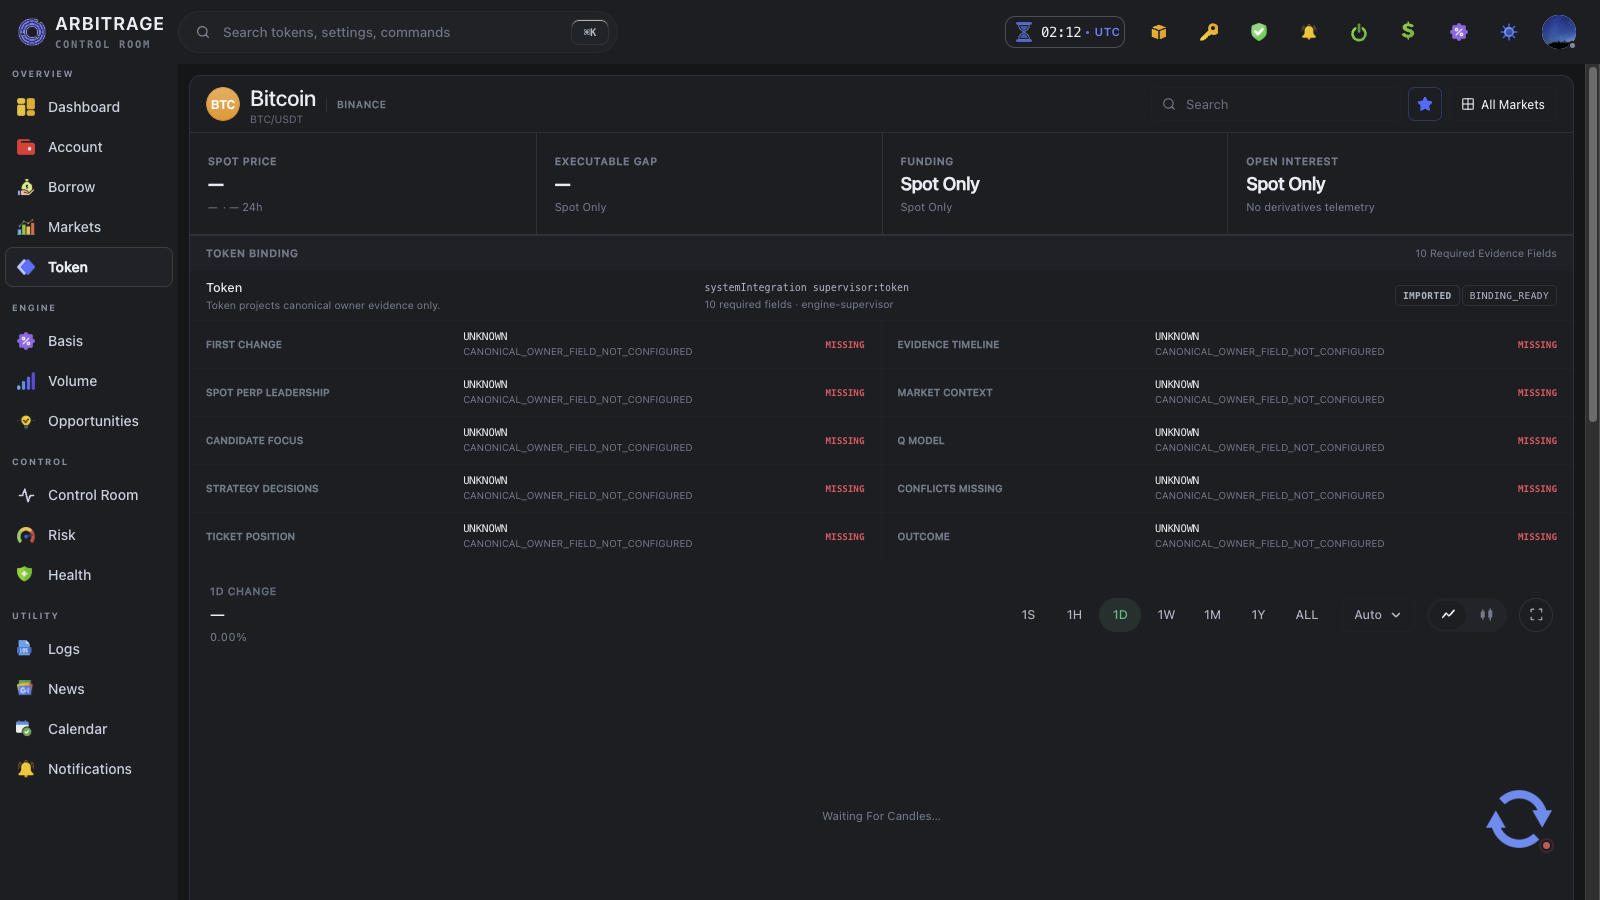 ARBITRAGE
CONTROL ROOM
Search tokens, settings, commands
⌘K
02:12 • UTC
OVERVIEW
Dashboard
Account
Borrow
Markets
Token
ENGINE
Basis
Volume
Opportunities
CONTROL
Control Room
Risk
Health
UTILITY
Logs
News
Calendar
Notifications
BTC
Bitcoin
BINANCE
BTC/USDT
Search
All Markets
SPOT PRICE
—
— · — 24h
EXECUTABLE GAP
—
Spot Only
FUNDING
Spot Only
Spot Only
OPEN INTEREST
Spot Only
No derivatives telemetry
TOKEN BINDING
10 Required Evidence Fields
Token
Token projects canonical owner evidence only.
systemIntegration supervisor:token
10 required fields · engine-supervisor
IMPORTED
BINDING_READY
FIRST CHANGE
UNKNOWN
CANONICAL_OWNER_FIELD_NOT_CONFIGURED
MISSING
EVIDENCE TIMELINE
UNKNOWN
CANONICAL_OWNER_FIELD_NOT_CONFIGURED
MISSING
SPOT PERP LEADERSHIP
UNKNOWN
CANONICAL_OWNER_FIELD_NOT_CONFIGURED
MISSING
MARKET CONTEXT
UNKNOWN
CANONICAL_OWNER_FIELD_NOT_CONFIGURED
MISSING
CANDIDATE FOCUS
UNKNOWN
CANONICAL_OWNER_FIELD_NOT_CONFIGURED
MISSING
Q MODEL
UNKNOWN
CANONICAL_OWNER_FIELD_NOT_CONFIGURED
MISSING
STRATEGY DECISIONS
UNKNOWN
CANONICAL_OWNER_FIELD_NOT_CONFIGURED
MISSING
CONFLICTS MISSING
UNKNOWN
CANONICAL_OWNER_FIELD_NOT_CONFIGURED
MISSING
TICKET POSITION
UNKNOWN
CANONICAL_OWNER_FIELD_NOT_CONFIGURED
MISSING
OUTCOME
UNKNOWN
CANONICAL_OWNER_FIELD_NOT_CONFIGURED
MISSING
1D CHANGE
—
0.00%
1S
1H
1D
1W
1M
1Y
ALL
Auto
Waiting For Candles...